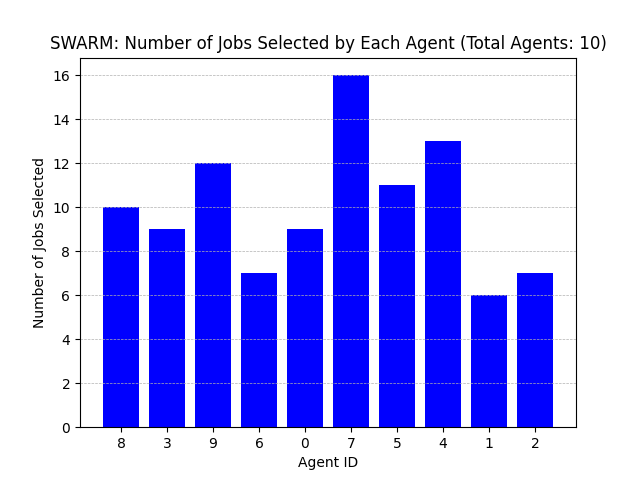 SWARM: Number of Jobs Selected by Each Agent (Total Agents: 10)
16
14
12
10
8
6
4
2
0
Number of Jobs Selected
8 3 9 6 0 7 5 4 1 2
Agent ID